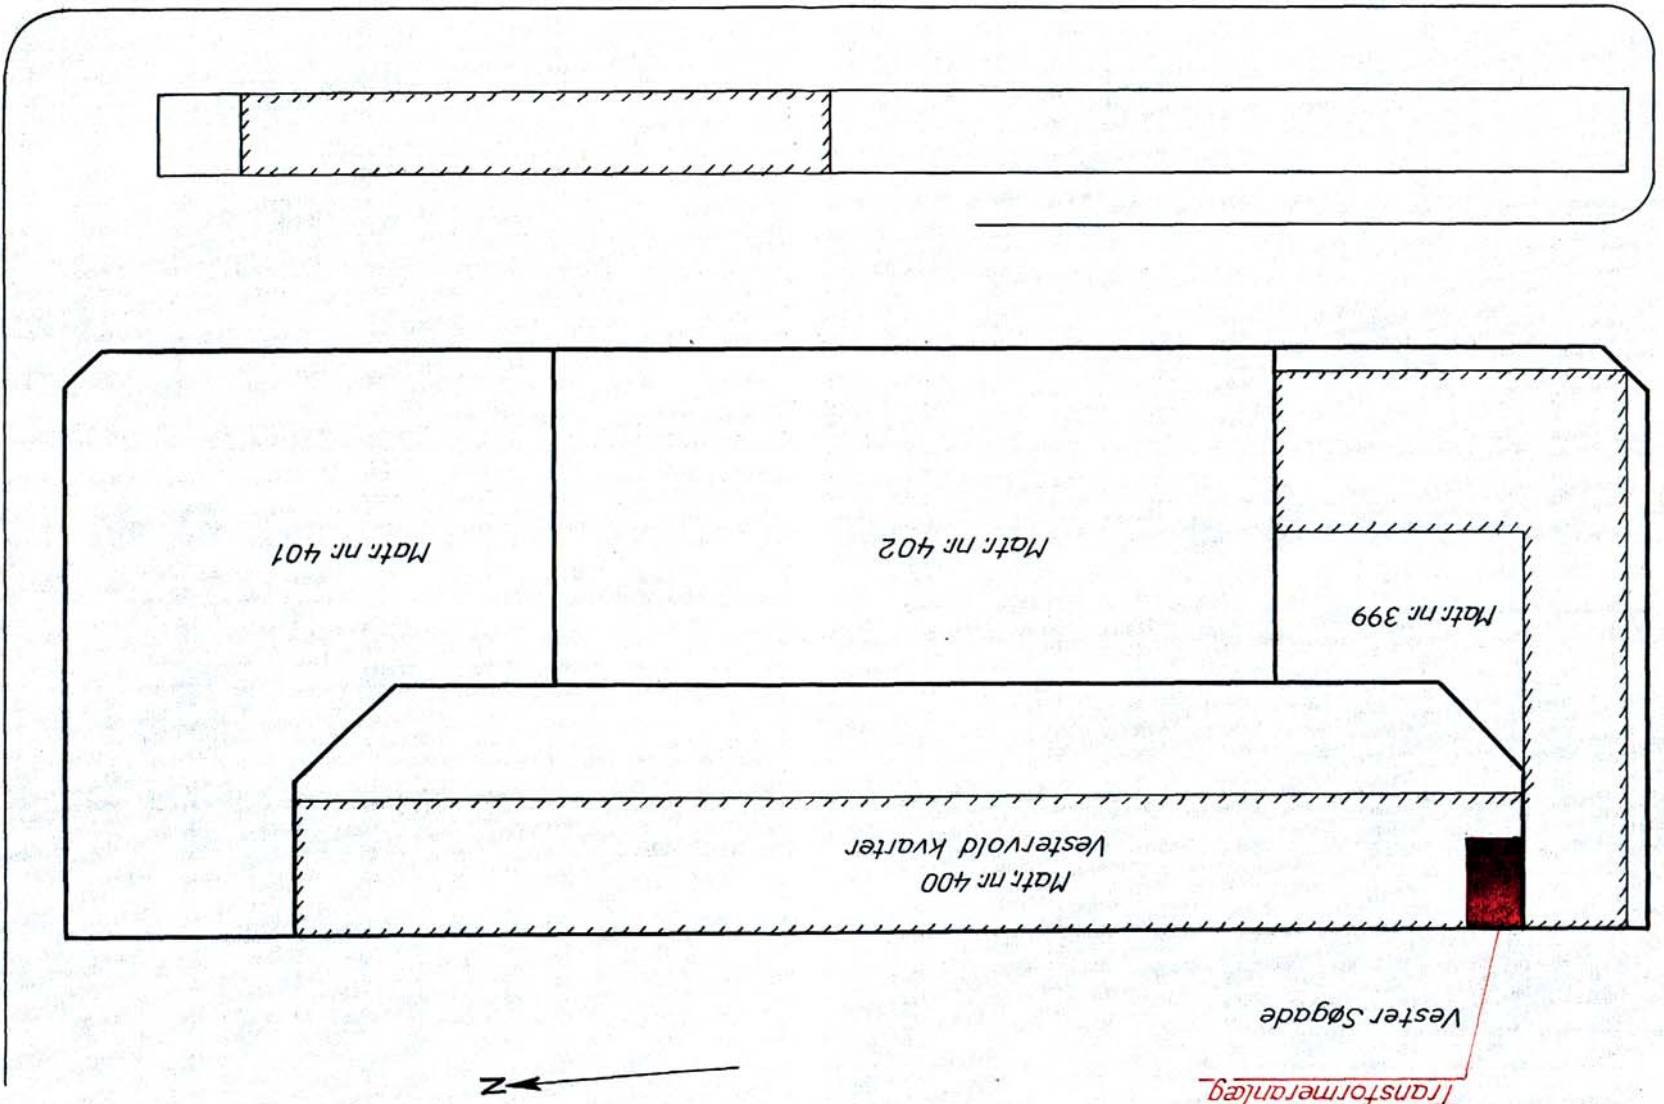 Transformeranlæg
N
Vester Søgade
Matr. nr. 400
Vestervold kvarter
Matr. nr. 399
Matr. nr. 402
Matr. nr. 401